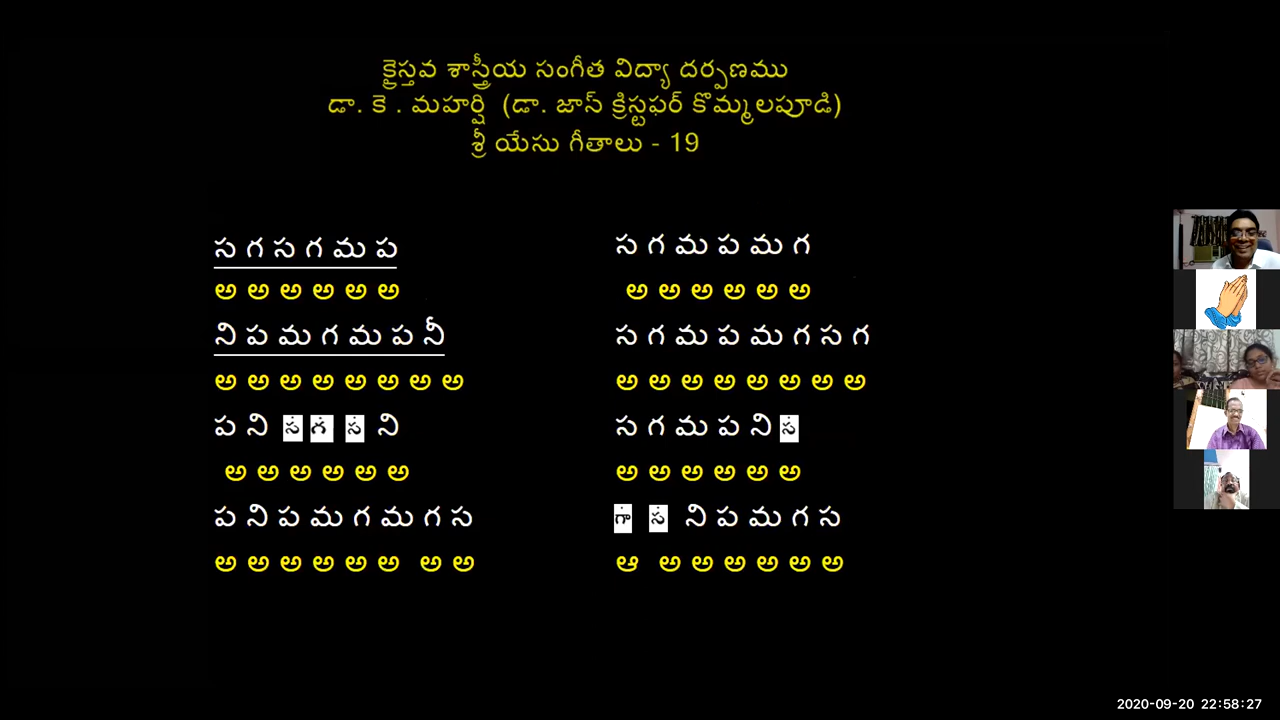 క్రైస్తవ శాస్త్రీయ సంగీత విద్యా దర్పణము
డా. కె . మహర్షి (డా. జాస్ క్రిస్టఫర్ కొమ్మలపూడి)
శ్రీ యేసు గీతాలు - 19
స గ స గ మ ప
అ అ అ అ అ అ
ని ప మ గ మ ప నీ
అ అ అ అ అ అ అ అ
ప ని స గ స ని
అ అ అ అ అ అ
ప ని ప మ గ మ గ స
అ అ అ అ అ అ అ అ
స గ మ ప మ గ
అ అ అ అ అ అ
స గ మ ప మ గ స గ
అ అ అ అ అ అ అ అ
స గ మ ప ని స
అ అ అ అ అ అ
గా స ని ప మ గ స
ఆ అ అ అ అ అ అ
2020-09-20 22:58:27